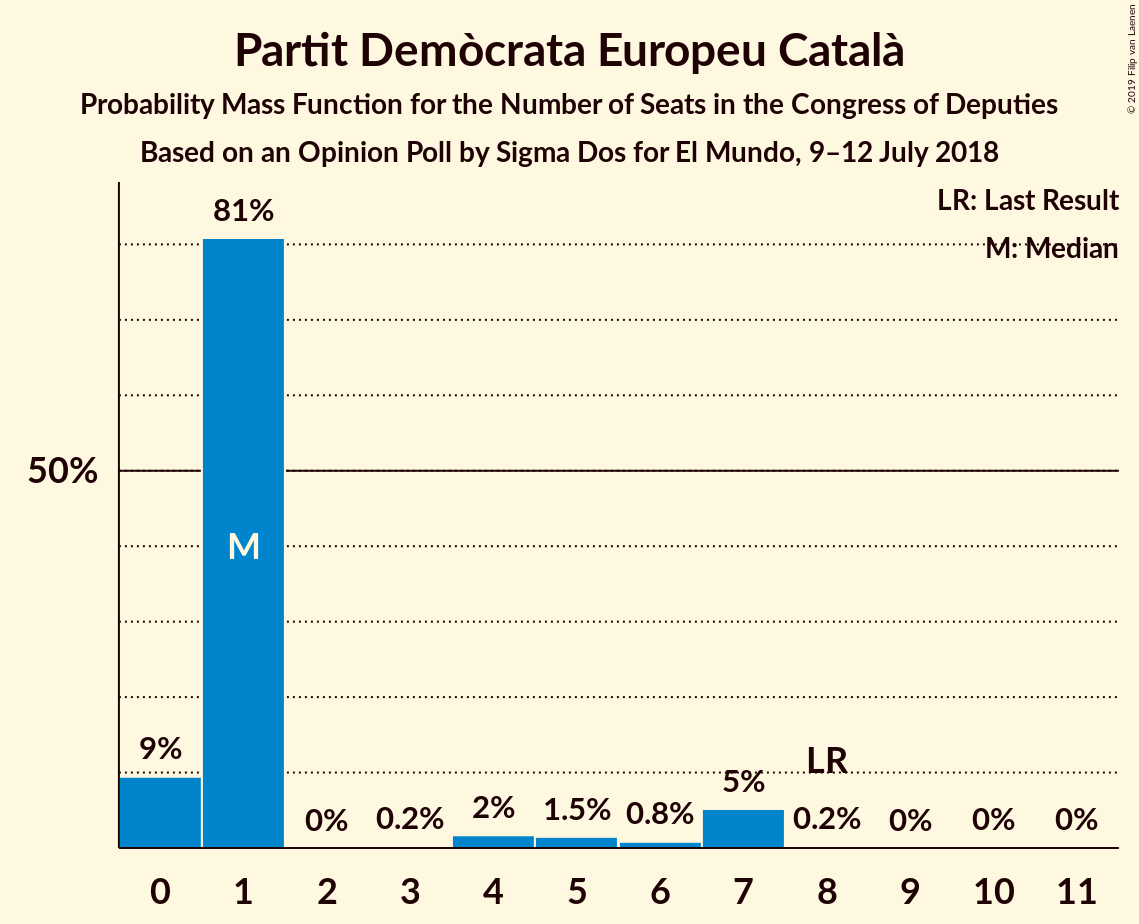 Partit Demòcrata Europeu Català
Probability Mass Function for the Number of Seats in the Congress of Deputies
Based on an Opinion Poll by Sigma Dos for El Mundo, 9–12 July 2018
© 2019 Filip van Laenen
LR: Last Result
M: Median
81%
50%
M
9%
0%
0.2%
2%
1.5%
0.8%
5%
LR
0.2%
0%
0%
0%
0 1 2 3 4 5 6 7 8 9 10 11